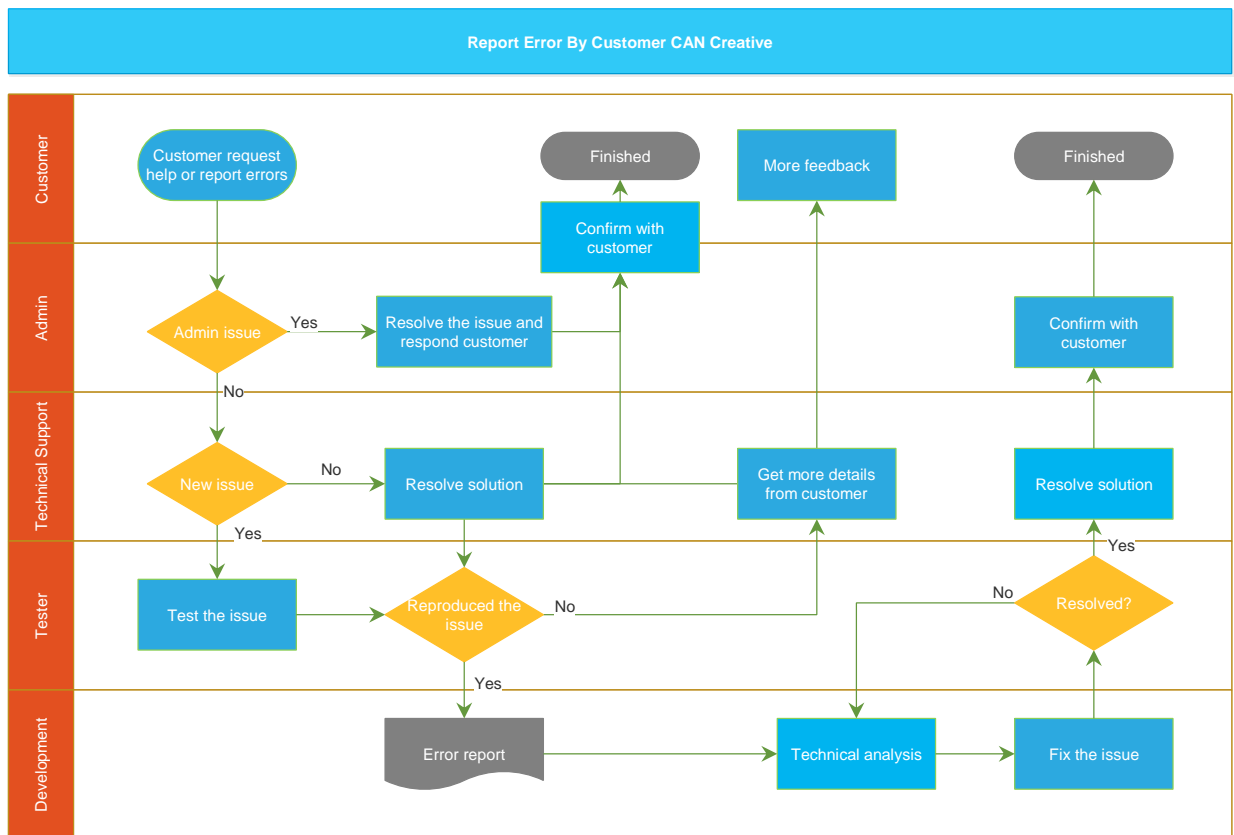 Report Error By Customer CAN Creative
Customer
Customer request
help or report errors
Finished
More feedback
Finished
Confirm with
customer
Admin
Admin issue
Yes
Resolve the issue and
respond customer
Confirm with
customer
No
Technical Support
New issue
No
Resolve solution
Get more details
from customer
Resolve solution
Yes
Yes
Tester
Test the issue
Reproduced the
issue
No
No
Resolved?
Yes
Development
Error report
Technical analysis
Fix the issue